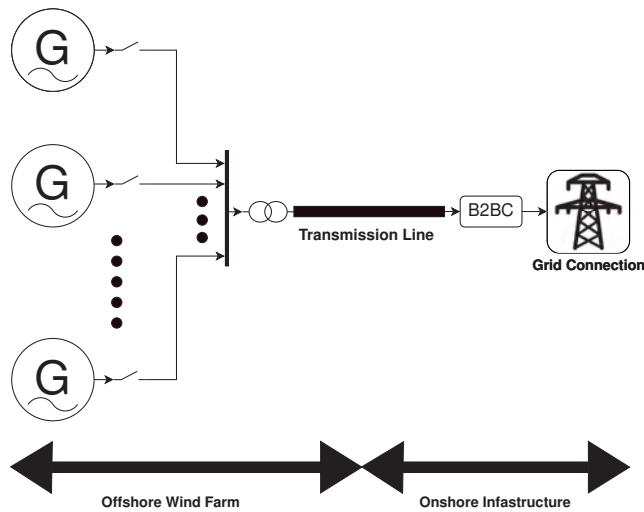 G
G
G
Transmission Line
B2BC
Grid Connection
Offshore Wind Farm
Onshore Infastructure